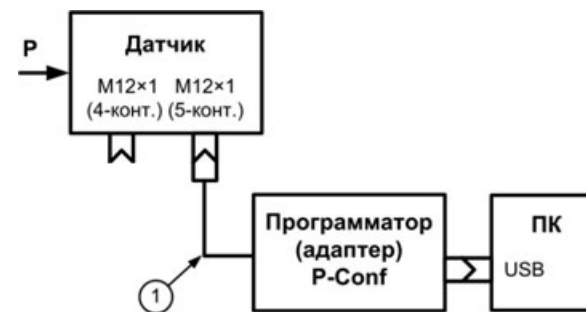 Датчик
P
M12×1 M12×1
(4-конт.) (5-конт.)
Программатор
(адаптер)
P-Conf
ПК
USB
1